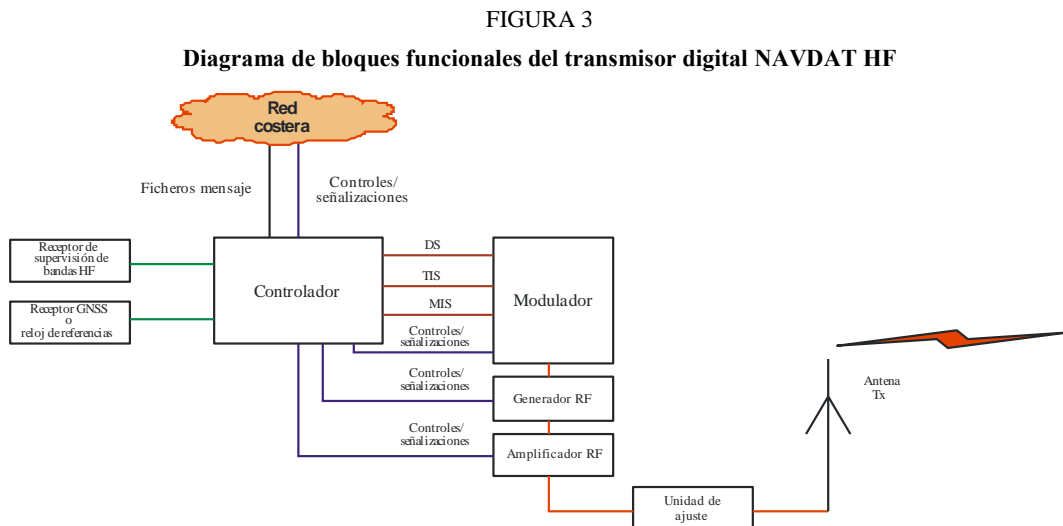 FIGURA 3
Diagrama de bloques funcionales del transmisor digital NAVDAT HF
Red
costera
Ficheros mensaje
Controles/
señalizaciones
Receptor de
supervisión de
bandas HF
Receptor GNSS
o
reloj de referencias
Controlador
DS
TIS
MIS
Controles/
señalizaciones
Modulador
Controles/
señalizaciones
Generador RF
Controles/
señalizaciones
Amplificador RF
Antena
Tx
Unidad de
ajuste